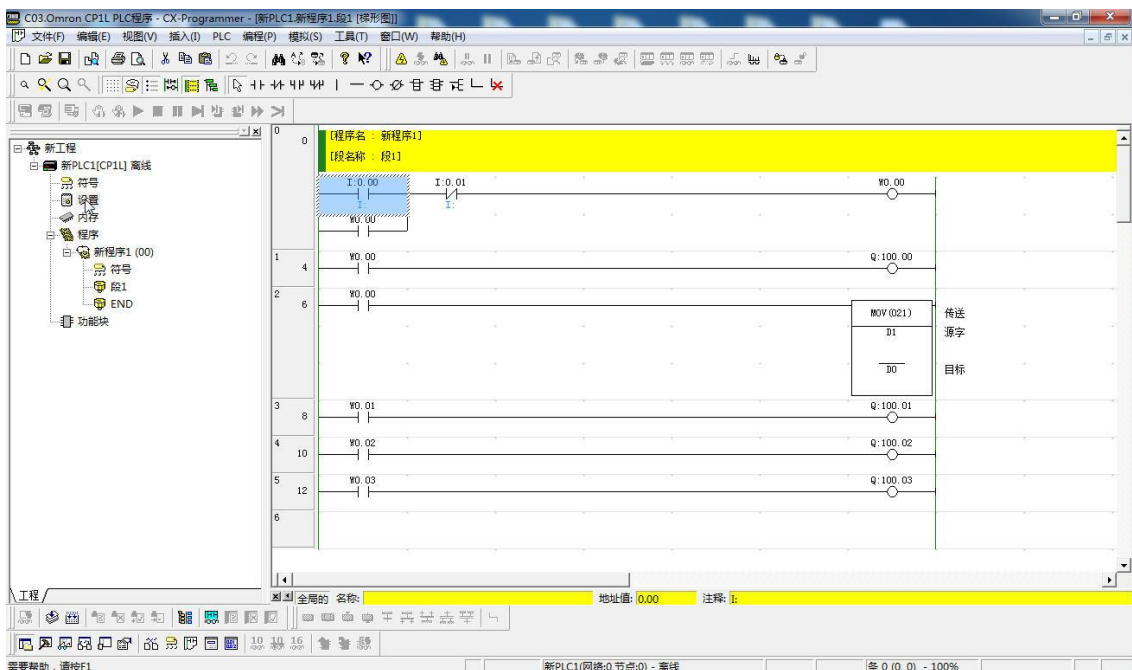 C03.Omron CP1L PLC程序 - CX-Programmer - [新PLC1.新程序1.段1 [梯形图]]
文件(F) 编辑(E) 视图(V) 插入(I) PLC 编程(P) 模拟(S) 工具(T) 窗口(W) 帮助(H)
新工程
新PLC1[CP1L] 离线
符号
设置
内存
程序
新程序1 (00)
符号
段1
END
功能块
工程
0 0
[程序名 : 新程序1]
[段名称 : 段1]
I:0.00 I:0.01 W0.00
I: I:
W0.00
1 4 W0.00 Q:100.00
2 6 W0.00
MOV(021) 传送
D1 源字
D0 目标
3 8 W0.01 Q:100.01
4 10 W0.02 Q:100.02
5 12 W0.03 Q:100.03
6
全局的 名称: 地址值: 0.00 注释: I:
10 10 16
需要帮助，请按F1 新PLC1(网络:0,节点:0) - 离线 条 0 (0, 0) - 100%